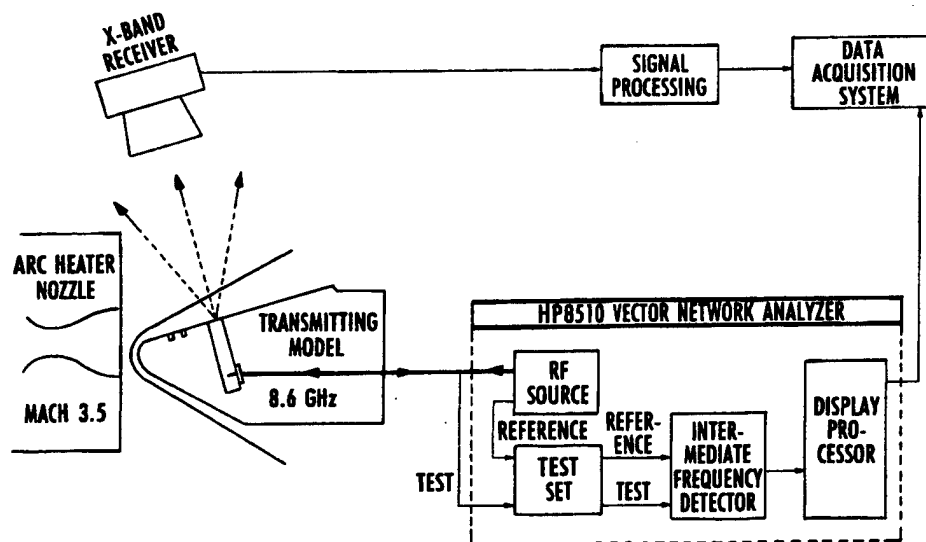 X-BAND
RECEIVER
SIGNAL
PROCESSING
DATA
ACQUISITION
SYSTEM
ARC HEATER
NOZZLE
MACH 3.5
TRANSMITTING
MODEL
8.6 GHz
HP8510 VECTOR NETWORK ANALYZER
RF
SOURCE
REFERENCE
REFER-
ENCE
TEST
TEST
SET
TEST
INTER-
MEDIATE
FREQUENCY
DETECTOR
DISPLAY
PRO-
CESSOR